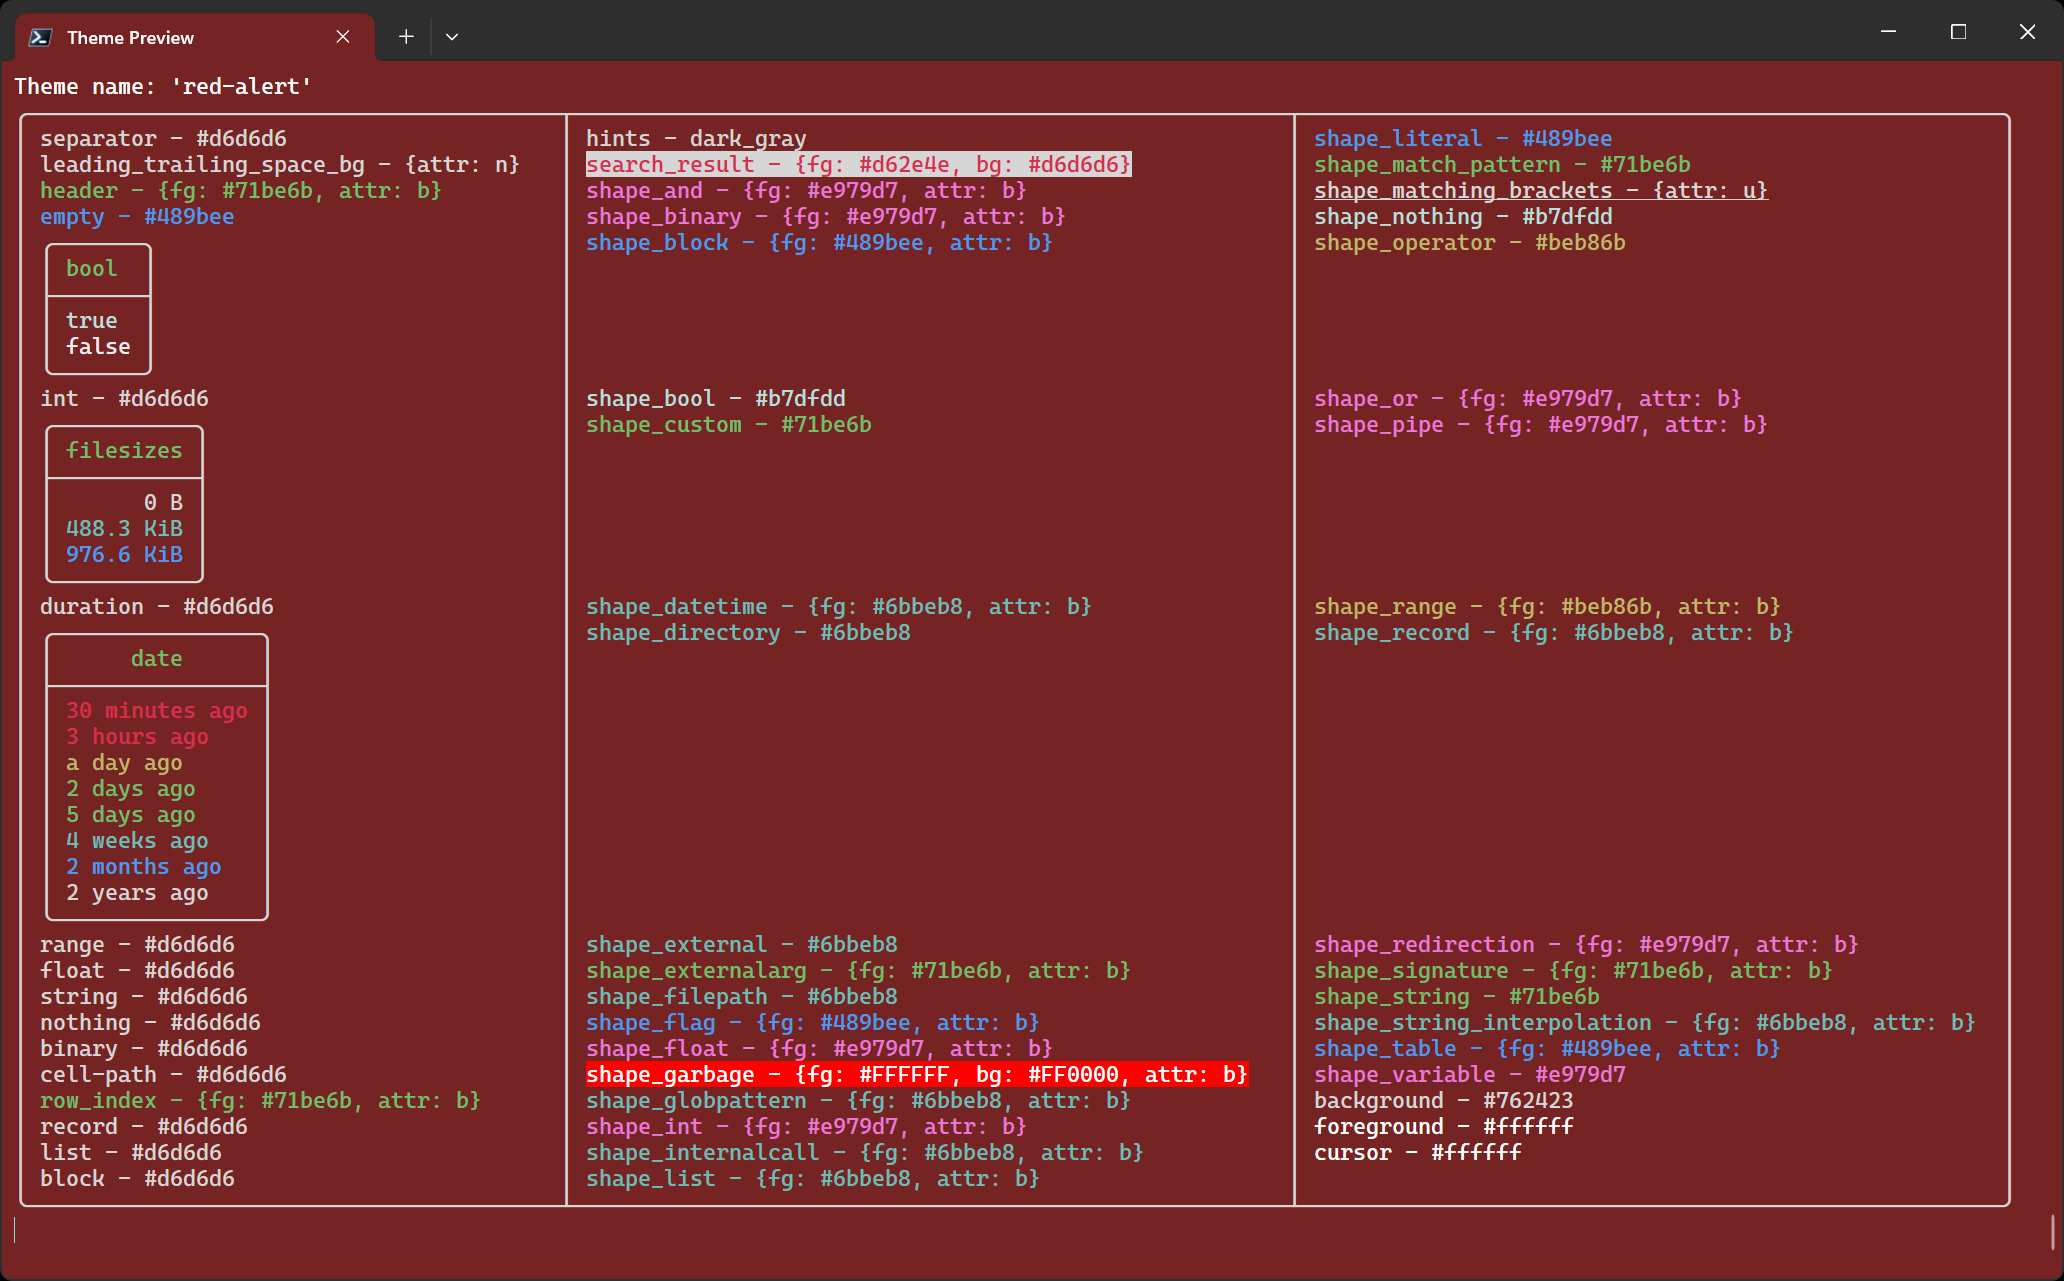 Theme Preview
Theme name: 'red-alert'
separator - #d6d6d6
leading_trailing_space_bg - {attr: n}
header - {fg: #71be6b, attr: b}
empty - #489bee
bool
true
false
int - #d6d6d6
filesizes
0 B
488.3 KiB
976.6 KiB
duration - #d6d6d6
date
30 minutes ago
3 hours ago
a day ago
2 days ago
5 days ago
4 weeks ago
2 months ago
2 years ago
range - #d6d6d6
float - #d6d6d6
string - #d6d6d6
nothing - #d6d6d6
binary - #d6d6d6
cell-path - #d6d6d6
row_index - {fg: #71be6b, attr: b}
record - #d6d6d6
list - #d6d6d6
block - #d6d6d6
hints - dark_gray
search_result - {fg: #d62e4e, bg: #d6d6d6}
shape_and - {fg: #e979d7, attr: b}
shape_binary - {fg: #e979d7, attr: b}
shape_block - {fg: #489bee, attr: b}
shape_bool - #b7dfdd
shape_custom - #71be6b
shape_datetime - {fg: #6bbeb8, attr: b}
shape_directory - #6bbeb8
shape_external - #6bbeb8
shape_externalarg - {fg: #71be6b, attr: b}
shape_filepath - #6bbeb8
shape_flag - {fg: #489bee, attr: b}
shape_float - {fg: #e979d7, attr: b}
shape_garbage - {fg: #FFFFFF, bg: #FF0000, attr: b}
shape_globpattern - {fg: #6bbeb8, attr: b}
shape_int - {fg: #e979d7, attr: b}
shape_internalcall - {fg: #6bbeb8, attr: b}
shape_list - {fg: #6bbeb8, attr: b}
shape_literal - #489bee
shape_match_pattern - #71be6b
shape_matching_brackets - {attr: u}
shape_nothing - #b7dfdd
shape_operator - #beb86b
shape_or - {fg: #e979d7, attr: b}
shape_pipe - {fg: #e979d7, attr: b}
shape_range - {fg: #beb86b, attr: b}
shape_record - {fg: #6bbeb8, attr: b}
shape_redirection - {fg: #e979d7, attr: b}
shape_signature - {fg: #71be6b, attr: b}
shape_string - #71be6b
shape_string_interpolation - {fg: #6bbeb8, attr: b}
shape_table - {fg: #489bee, attr: b}
shape_variable - #e979d7
background - #762423
foreground - #ffffff
cursor - #ffffff